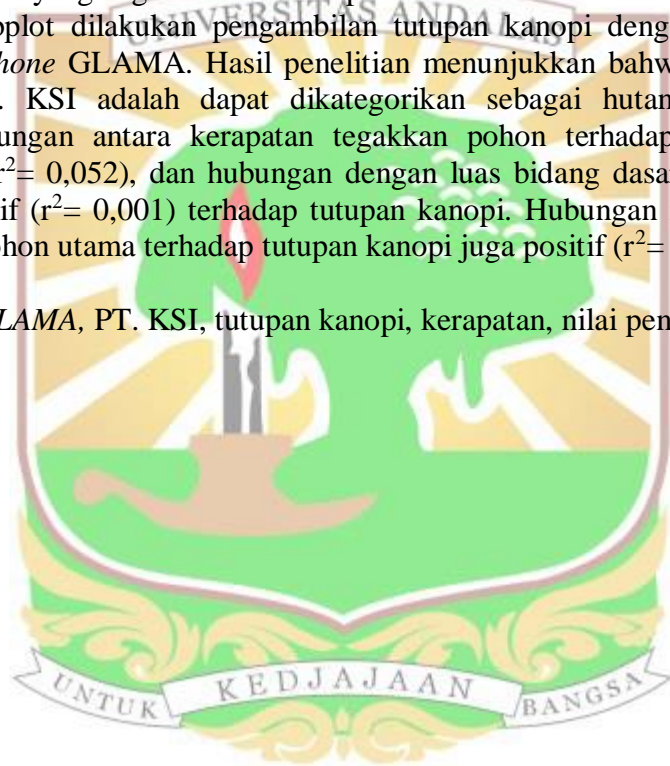 UNIVERSITAS ANDALAS
plot dilakukan pengambilan tutupan kanopi deng
hone GLAMA. Hasil penelitian menunjukkan bahw
. KSI adalah dapat dikategorikan sebagai hutan
ungan antara kerapatan tegakkan pohon terhadap
r²= 0,052), dan hubungan dengan luas bidang dasar
if (r²= 0,001) terhadap tutupan kanopi. Hubungan
ohon utama terhadap tutupan kanopi juga positif (r²=
LAMA, PT. KSI, tutupan kanopi, kerapatan, nilai pen
UNTUK KEDJAJAAN BANGSA